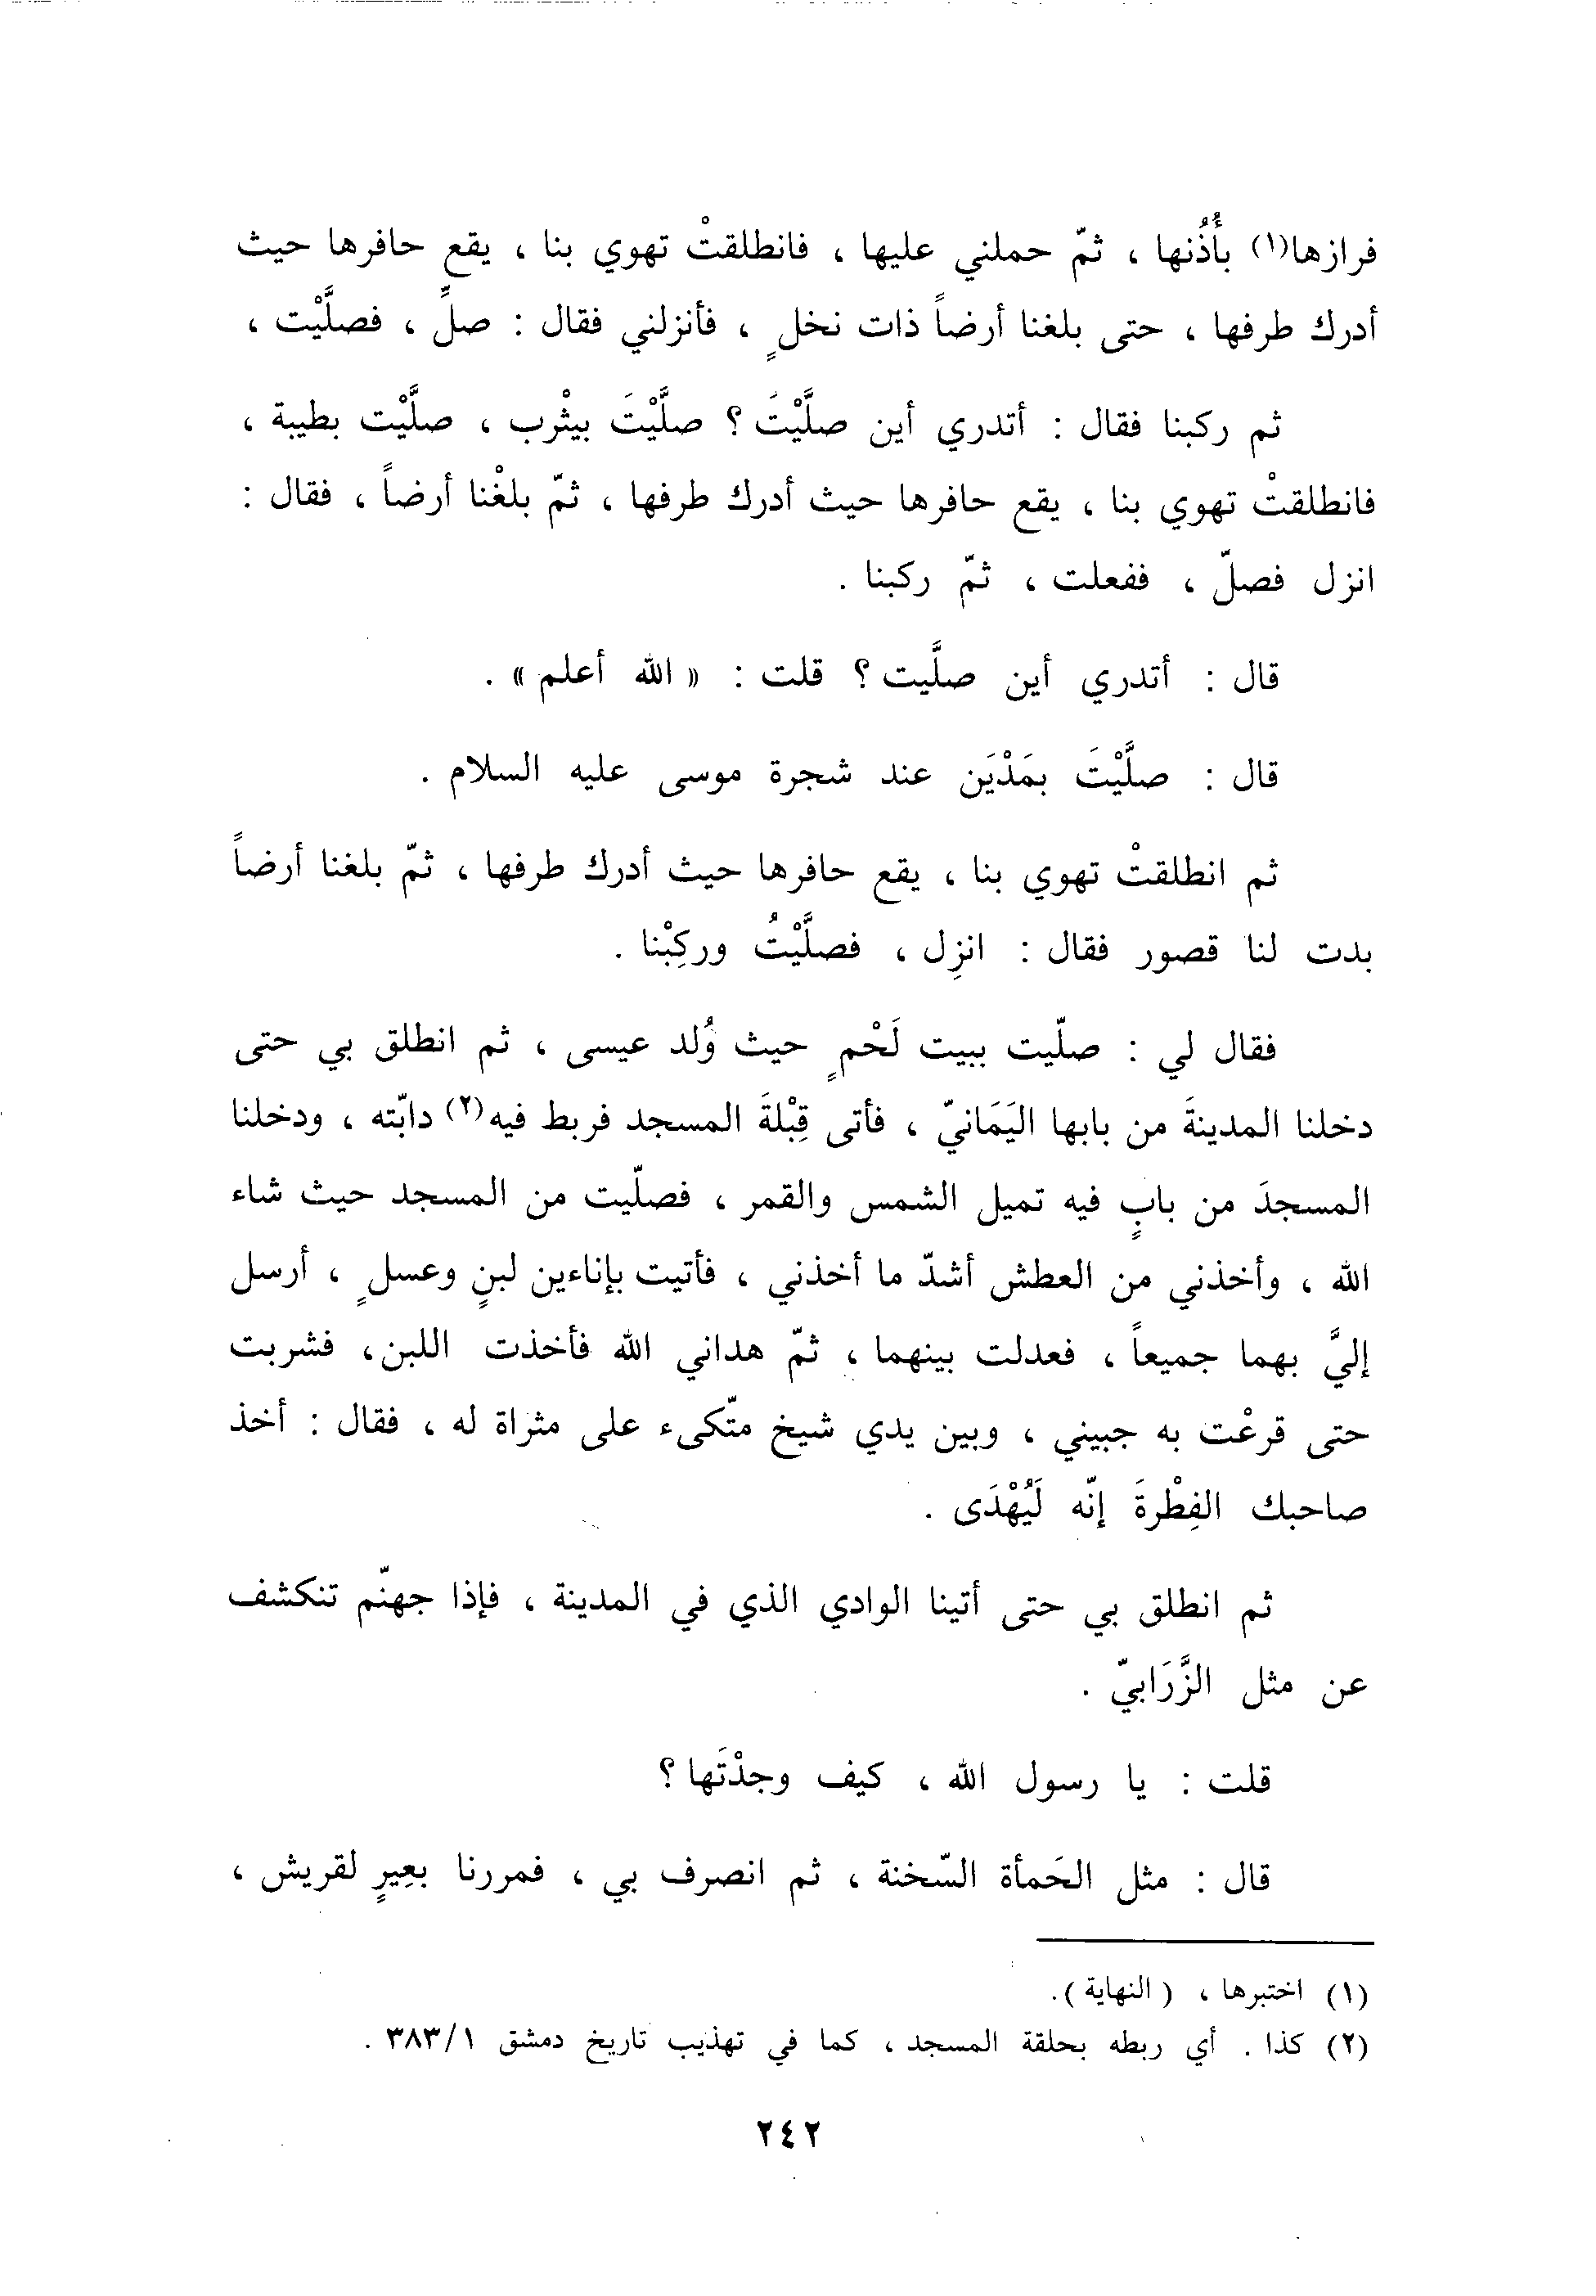 فرازها(١) بأُذُنها ، ثمّ حملني عليها ، فانطلقتْ تهوي بنا ، يقع حافرها حيث
أدرك طرفها ، حتى بلغنا أرضاً ذات نخلٍ ، فأنزلني فقال : صلِّ ، فصلَّيْت ،
ثم ركبنا فقال : أتدري أين صلَّيْتَ ؟ صلَّيْتَ بيثْرب ، صلَّيْت بطيبة ،
فانطلقتْ تهوي بنا ، يقع حافرها حيث أدرك طرفها ، ثمّ بلغْنا أرضاً ، فقال :
انزل فصلّ ، ففعلت ، ثمّ ركبنا .
قال : أتدري أين صلَّيت ؟ قلت : « الله أعلم » .
قال : صلَّيْتَ بمَدْيَن عند شجرة موسى عليه السلام .
ثم انطلقتْ تهوي بنا ، يقع حافرها حيث أدرك طرفها ، ثمّ بلغنا أرضاً
بدت لنا قصور فقال : انزِل ، فصلَّيْتُ وركِبْنا .
فقال لي : صلّيت ببيت لَحْمٍ حيث وُلد عيسى ، ثم انطلق بي حتى
دخلنا المدينةَ من بابها اليَمَانيّ ، فأتى قِبْلةَ المسجد فربط فيه(٢) دابّته ، ودخلنا
المسجدَ من بابٍ فيه تميل الشمس والقمر ، فصلّيت من المسجد حيث شاء
الله ، وأخذني من العطش أشدّ ما أخذني ، فأتيت بإناءين لبنٍ وعسلٍ ، أرسل
إليَّ بهما جميعاً ، فعدلت بينهما ، ثمّ هداني الله فأخذت اللبن، فشربت
حتى قرعْت به جبيني ، وبين يدي شيخ متّكىء على مثراة له ، فقال : أخذ
صاحبك الفِطْرةَ إنّه لَيُهْدَى .
ثم انطلق بي حتى أتينا الوادي الذي في المدينة ، فإذا جهنّم تنكشف
عن مثل الزَّرَابيّ .
قلت : يا رسول الله ، كيف وجدْتَها ؟
قال : مثل الحَمأة السّخنة ، ثم انصرف بي ، فمررنا بعِيرٍ لقريش ،
(١) اختبرها ، ( النهاية ).
(٢) كذا . أي ربطه بحلقة المسجد ، كما في تهذيب تاريخ دمشق ٣٨٣/١ .
٢٤٢